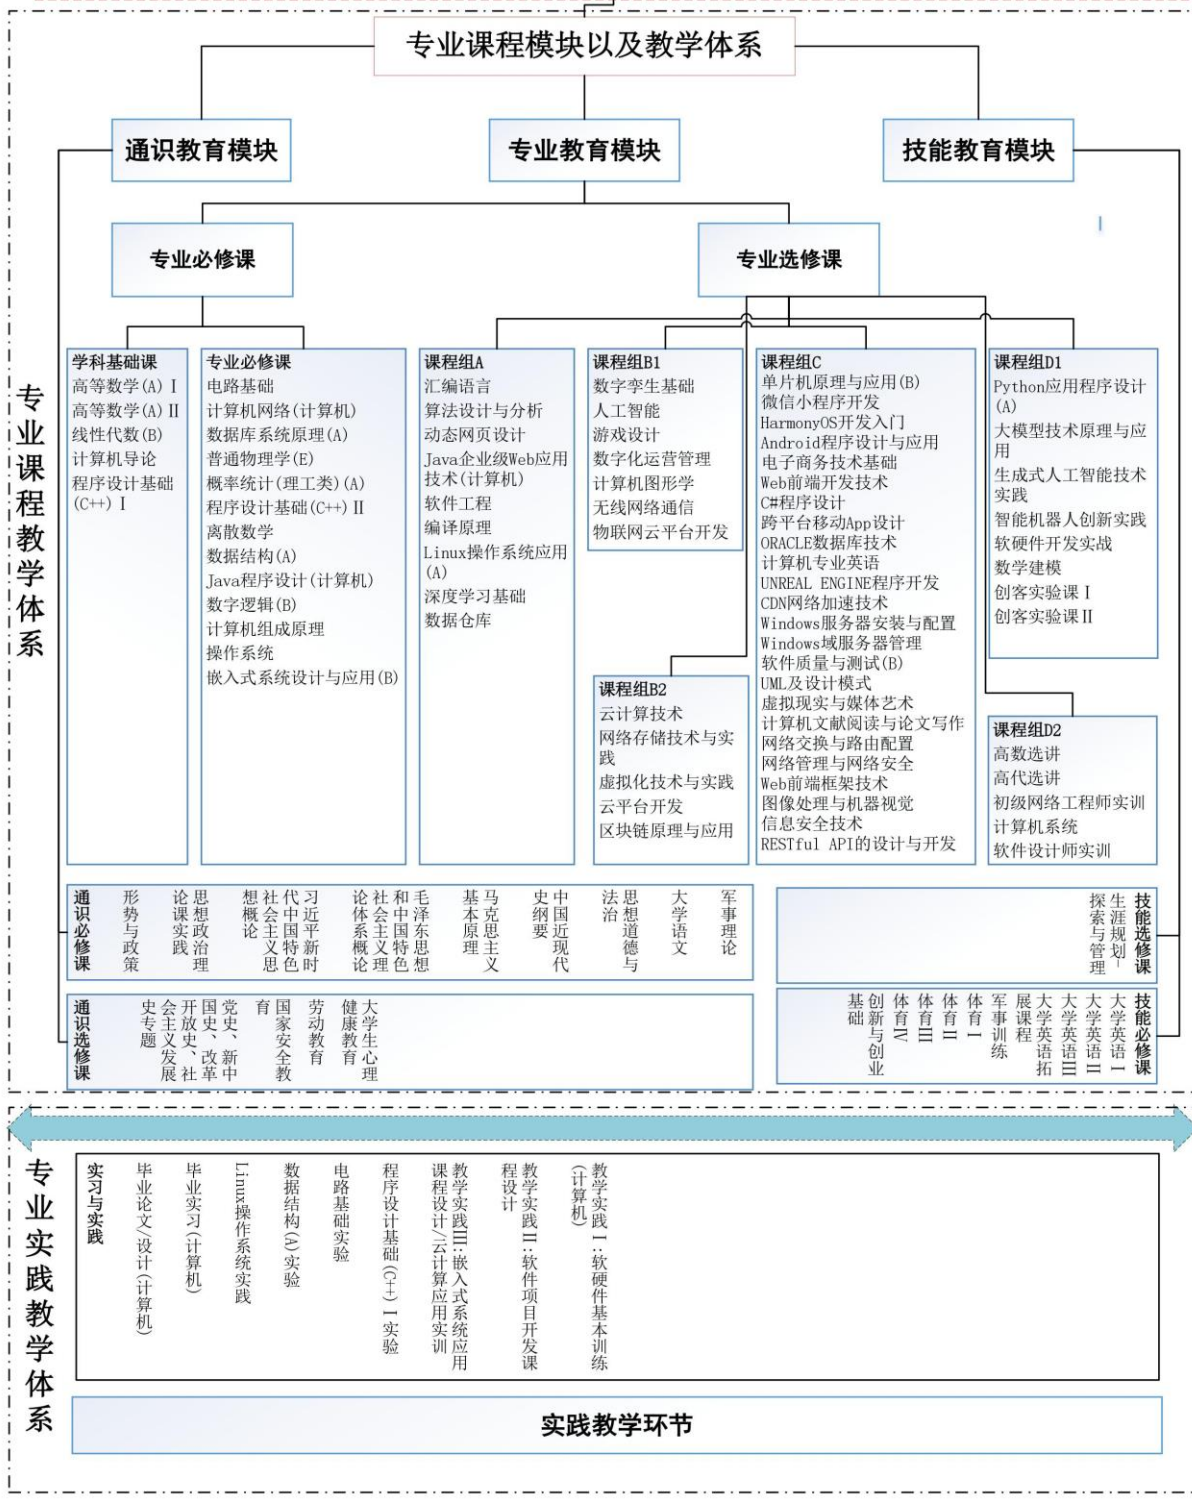 专业课程模块以及教学体系
通识教育模块
专业教育模块
技能教育模块
专业必修课
专业选修课
专业课程教学体系
学科基础课
高等数学(A)Ⅰ
高等数学(A)Ⅱ
线性代数(B)
计算机导论
程序设计基础
(C++)Ⅰ
专业必修课
电路基础
计算机网络(计算机)
数据库系统原理(A)
普通物理学(E)
概率统计(理工类)(A)
程序设计基础(C++)Ⅱ
离散数学
数据结构(A)
Java程序设计(计算机)
数字逻辑(B)
计算机组成原理
操作系统
嵌入式系统设计与应用(B)
课程组A
汇编语言
算法设计与分析
动态网页设计
Java企业级Web应用
技术(计算机)
软件工程
编译原理
Linux操作系统应用
(A)
深度学习基础
数据仓库
课程组B1
数字孪生基础
人工智能
游戏设计
数字化运营管理
计算机图形学
无线网络通信
物联网云平台开发
课程组B2
云计算技术
网络存储技术与实
践
虚拟化技术与实践
云平台开发
区块链原理与应用
课程组C
单片机原理与应用(B)
微信小程序开发
HarmonyOS开发入门
Android程序设计与应用
电子商务技术基础
Web前端开发技术
C#程序设计
跨平台移动App设计
ORACLE数据库技术
计算机专业英语
UNREAL ENGINE程序开发
CDN网络加速技术
Windows服务器安装与配置
Windows域服务器管理
软件质量与测试(B)
UML及设计模式
虚拟现实与媒体艺术
计算机文献阅读与论文写作
网络交换与路由配置
网络管理与网络安全
Web前端框架技术
图像处理与机器视觉
信息安全技术
RESTful API的设计与开发
课程组D1
Python应用程序设计
(A)
大模型技术原理与应
用
生成式人工智能技术
实践
智能机器人创新实践
软硬件开发实战
数学建模
创客实验课Ⅰ
创客实验课Ⅱ
课程组D2
高数选讲
高代选讲
初级网络工程师实训
计算机系统
软件设计师实训
通识必修课
形势与政策
思想政治理
论课实践
习近平新时
代中国特色
社会主义思
想概论
毛泽东思想
和中国特色
社会主义理
论体系概论
马克思主义
基本原理
中国近现代
史纲要
思想道德与
法治
大学语文
军事理论
通识选修课
党史、新中
国史、改革
开放史、社
会主义发展
史专题
国家安全教
育
劳动教育
大学生心理
健康教育
技能选修课
生涯规划-
探索与管理
技能必修课
大学英语Ⅰ
大学英语Ⅱ
大学英语Ⅲ
大学英语拓
展课程
军事训练
体育Ⅰ
体育Ⅱ
体育Ⅲ
体育Ⅳ
创新与创业
基础
专业实践教学体系
实习与实践
毕业论文/设计(计算机)
毕业实习(计算机)
Linux操作系统实践
数据结构(A)实验
电路基础实验
程序设计基础(C++)Ⅰ实验
教学实践Ⅲ:嵌入式系统应用
课程设计/云计算应用实训
教学实践Ⅱ:软件项目开发课
程设计
教学实践Ⅰ:软硬件基本训练
(计算机)
实践教学环节